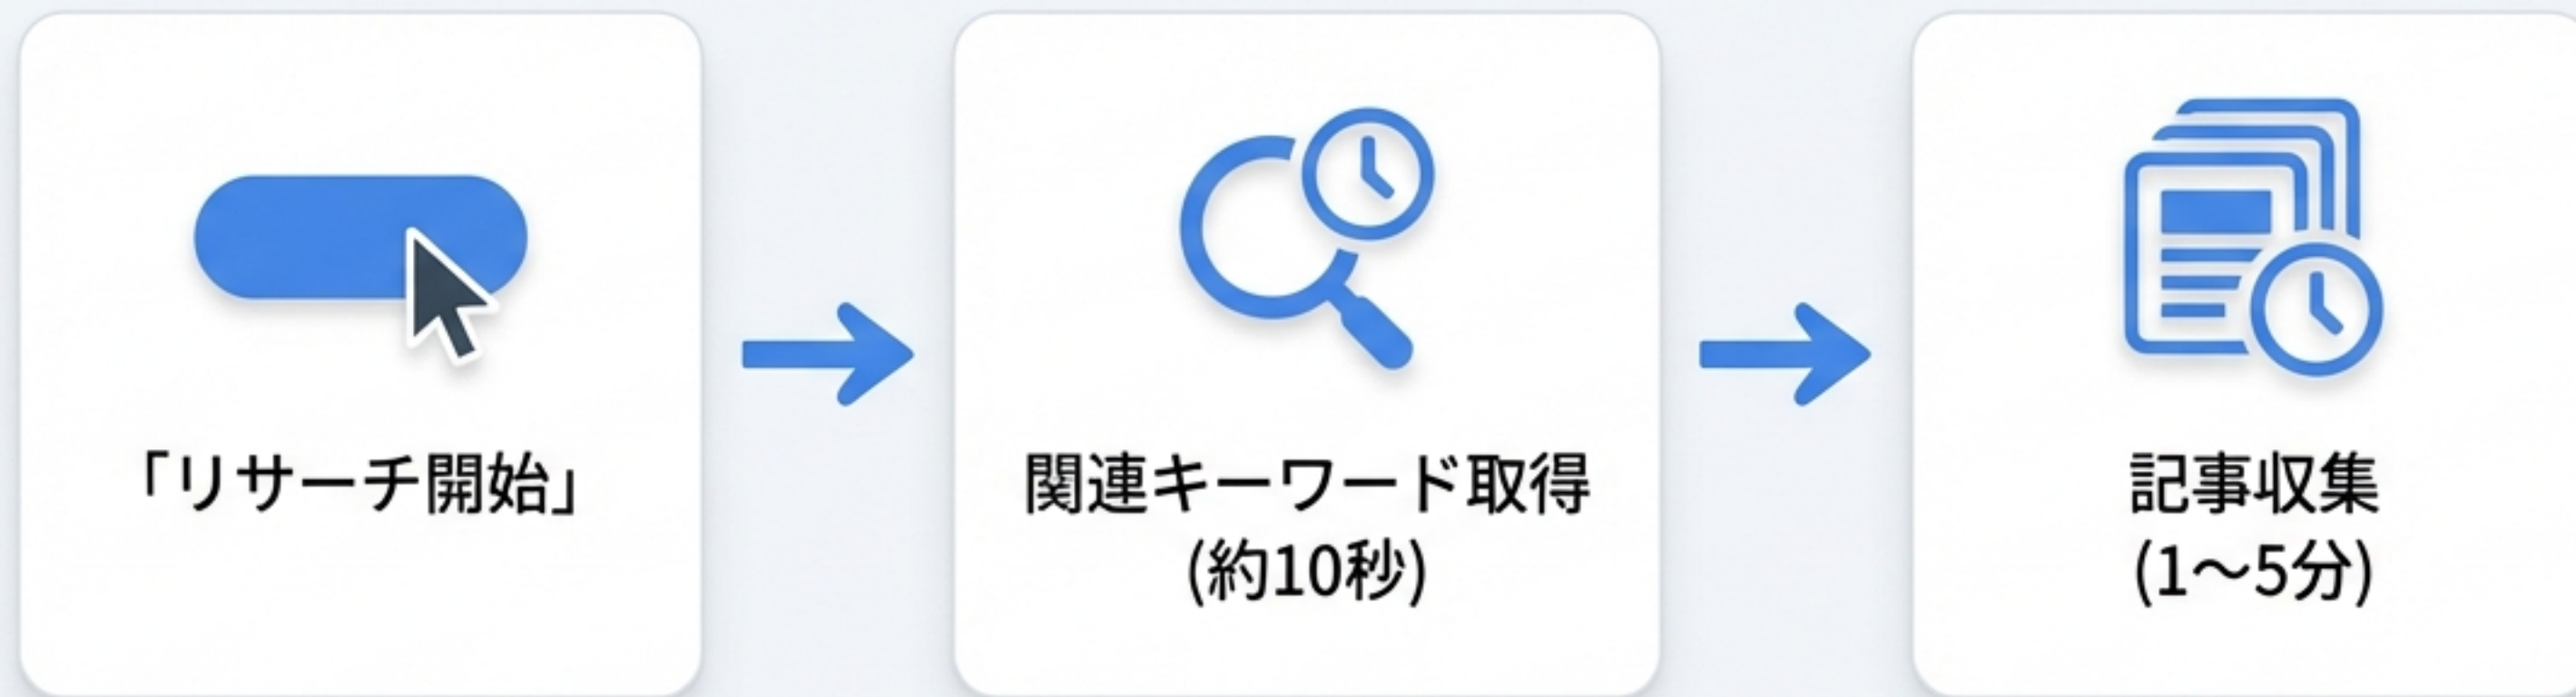 「リサーチ開始」
関連キーワード取得
(約10秒)
記事収集
(1～5分)